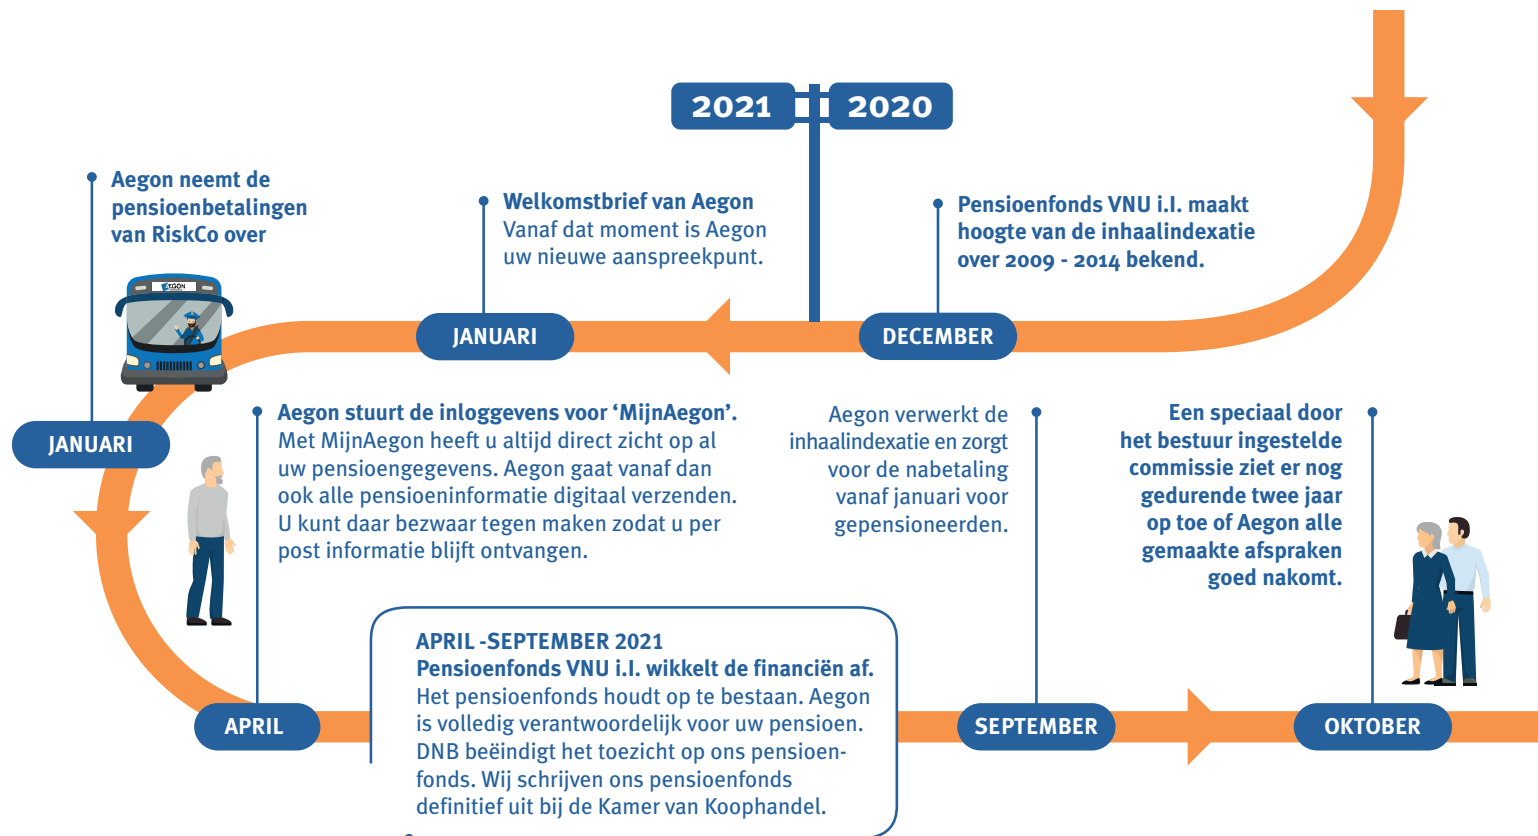 2021
2020
Aegon neemt de
pensioenbetalingen
van RiskCo over
Welkomstbrief van Aegon
Vanaf dat moment is Aegon
uw nieuwe aanspreekpunt.
Pensioenfonds VNU i.l. maakt
hoogte van de inhaalindexatie
over 2009 - 2014 bekend.
AEGON
JANUARI
DECEMBER
JANUARI
Aegon stuurt de inloggevens voor ‘MijnAegon’.
Met MijnAegon heeft u altijd direct zicht op al
uw pensioengegevens. Aegon gaat vanaf dan
ook alle pensioeninformatie digitaal verzenden.
U kunt daar bezwaar tegen maken zodat u per
post informatie blijft ontvangen.
Aegon verwerkt de
inhaalindexatie en zorgt
voor de nabetaling
vanaf januari voor
gepensioneerden.
Een speciaal door
het bestuur ingestelde
commissie ziet er nog
gedurende twee jaar
op toe of Aegon alle
gemaakte afspraken
goed nakomt.
APRIL
APRIL -SEPTEMBER 2021
Pensioenfonds VNU i.l. wikkelt de financiën af.
Het pensioenfonds houdt op te bestaan. Aegon
is volledig verantwoordelijk voor uw pensioen.
DNB beëindigt het toezicht op ons pensioen-
fonds. Wij schrijven ons pensioenfonds
definitief uit bij de Kamer van Koophandel.
SEPTEMBER
OKTOBER